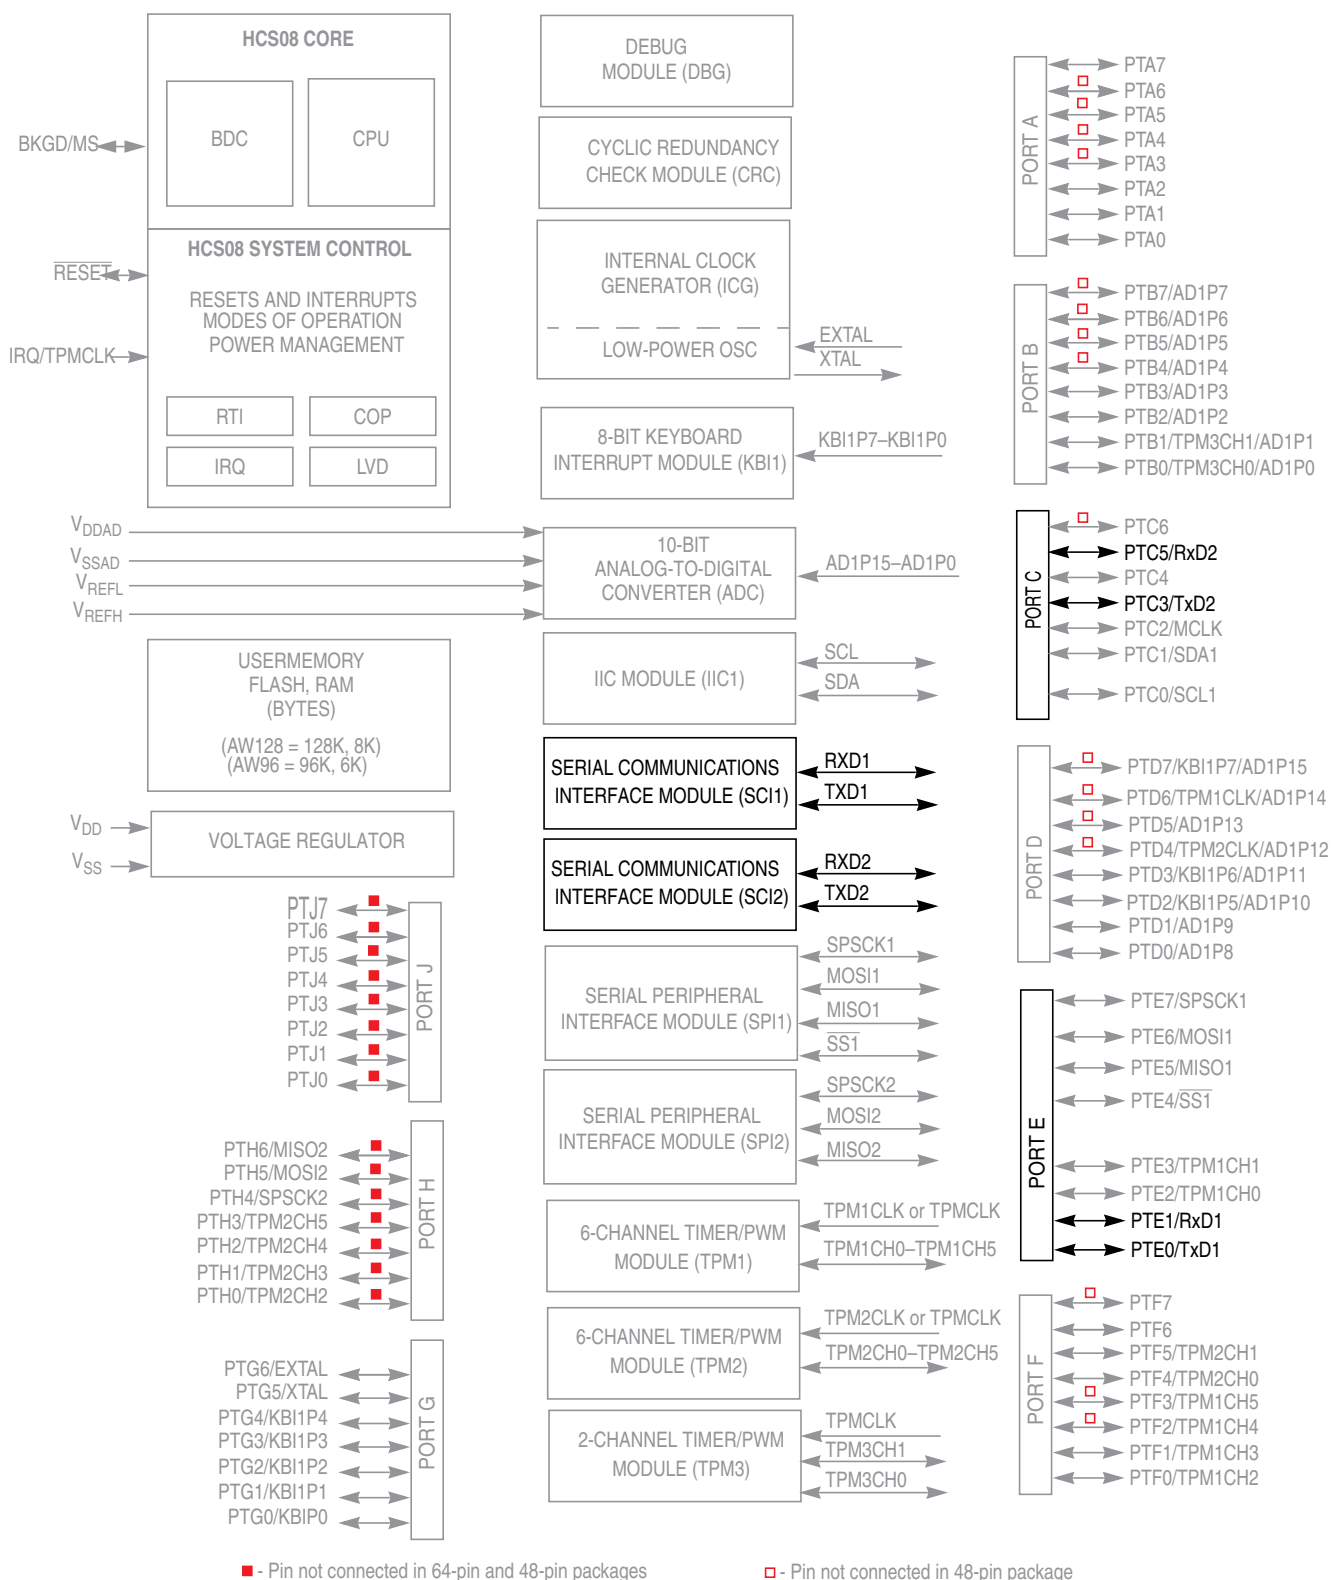 HCS08 CORE
BDC
CPU
BKGD/MS
HCS08 SYSTEM CONTROL
RESET
RESETS AND INTERRUPTS
MODES OF OPERATION
POWER MANAGEMENT
IRQ/TPMCLK
RTI
COP
IRQ
LVD
VDDAD
VSSAD
VREFL
VREFH
USERMEMORY
FLASH, RAM
(BYTES)
(AW128 = 128K, 8K)
(AW96 = 96K, 6K)
VDD
VSS
VOLTAGE REGULATOR
PTJ7
PTJ6
PTJ5
PTJ4
PTJ3
PTJ2
PTJ1
PTJ0
PORT J
PTH6/MISO2
PTH5/MOSI2
PTH4/SPSCK2
PTH3/TPM2CH5
PTH2/TPM2CH4
PTH1/TPM2CH3
PTH0/TPM2CH2
PORT H
PTG6/EXTAL
PTG5/XTAL
PTG4/KBI1P4
PTG3/KBI1P3
PTG2/KBI1P2
PTG1/KBI1P1
PTG0/KBIP0
PORT G
DEBUG
MODULE (DBG)
CYCLIC REDUNDANCY
CHECK MODULE (CRC)
INTERNAL CLOCK
GENERATOR (ICG)
LOW-POWER OSC
EXTAL
XTAL
8-BIT KEYBOARD
INTERRUPT MODULE (KBI1)
KBI1P7–KBI1P0
10-BIT
ANALOG-TO-DIGITAL
CONVERTER (ADC)
AD1P15–AD1P0
IIC MODULE (IIC1)
SCL
SDA
SERIAL COMMUNICATIONS
INTERFACE MODULE (SCI1)
RXD1
TXD1
SERIAL COMMUNICATIONS
INTERFACE MODULE (SCI2)
RXD2
TXD2
SERIAL PERIPHERAL
INTERFACE MODULE (SPI1)
SPSCK1
MOSI1
MISO1
SS1
SERIAL PERIPHERAL
INTERFACE MODULE (SPI2)
SPSCK2
MOSI2
MISO2
6-CHANNEL TIMER/PWM
MODULE (TPM1)
TPM1CLK or TPMCLK
TPM1CH0–TPM1CH5
6-CHANNEL TIMER/PWM
MODULE (TPM2)
TPM2CLK or TPMCLK
TPM2CH0–TPM2CH5
2-CHANNEL TIMER/PWM
MODULE (TPM3)
TPMCLK
TPM3CH1
TPM3CH0
PORT A
PTA7
PTA6
PTA5
PTA4
PTA3
PTA2
PTA1
PTA0
PORT B
PTB7/AD1P7
PTB6/AD1P6
PTB5/AD1P5
PTB4/AD1P4
PTB3/AD1P3
PTB2/AD1P2
PTB1/TPM3CH1/AD1P1
PTB0/TPM3CH0/AD1P0
PORT C
PTC6
PTC5/RxD2
PTC4
PTC3/TxD2
PTC2/MCLK
PTC1/SDA1
PTC0/SCL1
PORT D
PTD7/KBI1P7/AD1P15
PTD6/TPM1CLK/AD1P14
PTD5/AD1P13
PTD4/TPM2CLK/AD1P12
PTD3/KBI1P6/AD1P11
PTD2/KBI1P5/AD1P10
PTD1/AD1P9
PTD0/AD1P8
PORT E
PTE7/SPSCK1
PTE6/MOSI1
PTE5/MISO1
PTE4/SS1
PTE3/TPM1CH1
PTE2/TPM1CH0
PTE1/RxD1
PTE0/TxD1
PORT F
PTF7
PTF6
PTF5/TPM2CH1
PTF4/TPM2CH0
PTF3/TPM1CH5
PTF2/TPM1CH4
PTF1/TPM1CH3
PTF0/TPM1CH2
- Pin not connected in 64-pin and 48-pin packages
- Pin not connected in 48-pin package